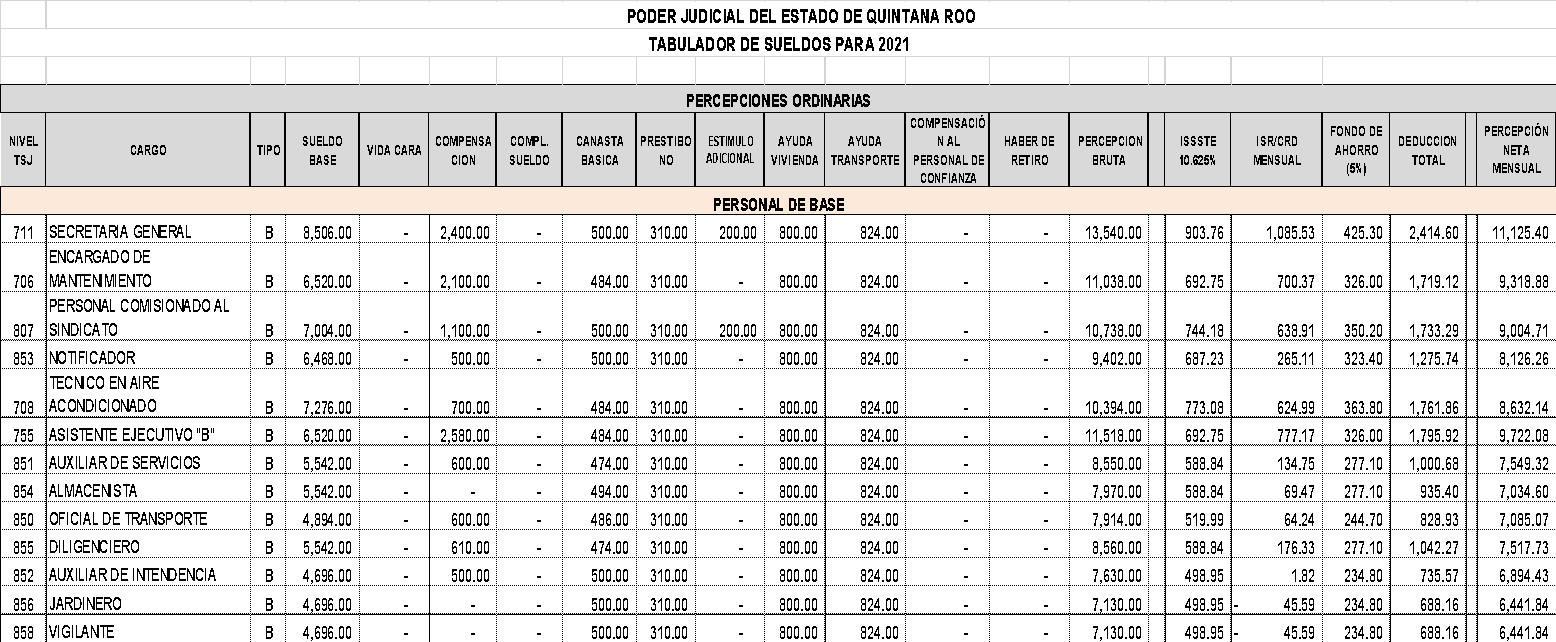 PODER JUDICIAL DEL ESTADO DE QUINTANA ROO
TABULADOR DE SUELDOS PARA 2021
PERCEPCIONES ORDINARIAS
NIVEL TSJ CARGO TIPO SUELDO BASE VIDA CARA COMPENSA CION COMPL. SUELDO CANASTA BASICA PRESTIBO NO ESTIMULO ADICIONAL AYUDA VIVIENDA AYUDA TRANSPORTE COMPENSACIÓ N AL PERSONAL DE CONFIANZA HABER DE RETIRO PERCEPCION BRUTA ISSSTE 10.625% ISR/CRD MENSUAL FONDO DE AHORRO (5%) DEDUCCION TOTAL PERCEPCIÓN NETA MENSUAL
PERSONAL DE BASE
711 SECRETARIA GENERAL B 8,506.00 - 2,400.00 - 500.00 310.00 200.00 800.00 824.00 - - 13,540.00 903.76 1,085.53 425.30 2,414.60 11,125.40
ENCARGADO DE
706 MANTENIMIENTO B 6,520.00 - 2,100.00 - 484.00 310.00 - 800.00 824.00 - - 11,038.00 692.75 700.37 326.00 1,719.12 9,318.88
PERSONAL COMISIONADO AL
807 SINDICATO B 7,004.00 - 1,100.00 - 500.00 310.00 200.00 800.00 824.00 - - 10,738.00 744.18 638.91 350.20 1,733.29 9,004.71
853 NOTIFICADOR B 6,468.00 - 500.00 - 500.00 310.00 - 800.00 824.00 - - 9,402.00 687.23 265.11 323.40 1,275.74 8,126.26
TECNICO EN AIRE
708 ACONDICIONADO B 7,276.00 - 700.00 - 484.00 310.00 - 800.00 824.00 - - 10,394.00 773.08 624.99 363.80 1,761.86 8,632.14
755 ASISTENTE EJECUTIVO "B" B 6,520.00 - 2,580.00 - 484.00 310.00 - 800.00 824.00 - - 11,518.00 692.75 777.17 326.00 1,795.92 9,722.08
851 AUXILIAR DE SERVICIOS B 5,542.00 - 600.00 - 474.00 310.00 - 800.00 824.00 - - 8,550.00 588.84 134.75 277.10 1,000.68 7,549.32
854 ALMACENISTA B 5,542.00 - - - 494.00 310.00 - 800.00 824.00 - - 7,970.00 588.84 69.47 277.10 935.40 7,034.60
850 OFICIAL DE TRANSPORTE B 4,894.00 - 600.00 - 486.00 310.00 - 800.00 824.00 - - 7,914.00 519.99 64.24 244.70 828.93 7,085.07
855 DILIGENCIERO B 5,542.00 - 610.00 - 474.00 310.00 - 800.00 824.00 - - 8,560.00 588.84 176.33 277.10 1,042.27 7,517.73
852 AUXILIAR DE INTENDENCIA B 4,696.00 - 500.00 - 500.00 310.00 - 800.00 824.00 - - 7,630.00 498.95 1.82 234.80 735.57 6,894.43
856 JARDINERO B 4,696.00 - - - 500.00 310.00 - 800.00 824.00 - - 7,130.00 498.95 - 45.59 234.80 688.16 6,441.84
858 VIGILANTE B 4,696.00 - - - 500.00 310.00 - 800.00 824.00 - - 7,130.00 498.95 - 45.59 234.80 688.16 6,441.84